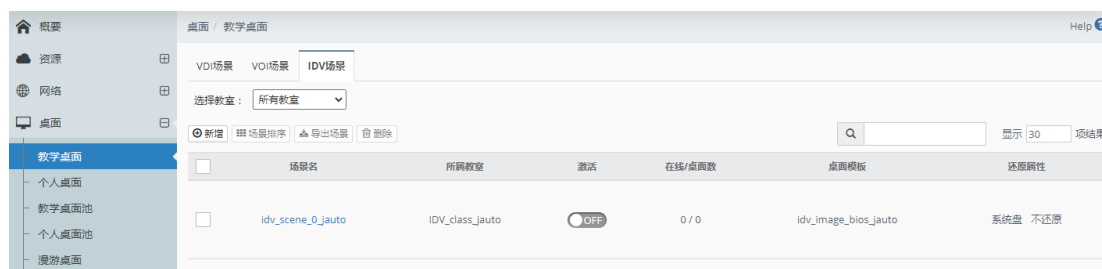 概要
桌面 / 教学桌面
Help
资源
VDI场景 VOI场景 IDV场景
网络
选择教室： 所有教室
桌面
新增 场景排序 导出场景 删除
显示 30 项结果
教学桌面
场景名 所属教室 激活 在线/桌面数 桌面模板 还原属性
个人桌面
教学桌面池
idv_scene_0_jauto IDV_class_jauto OFF 0 / 0 idv_image_bios_jauto 系统盘 不还原
个人桌面池
漫游桌面